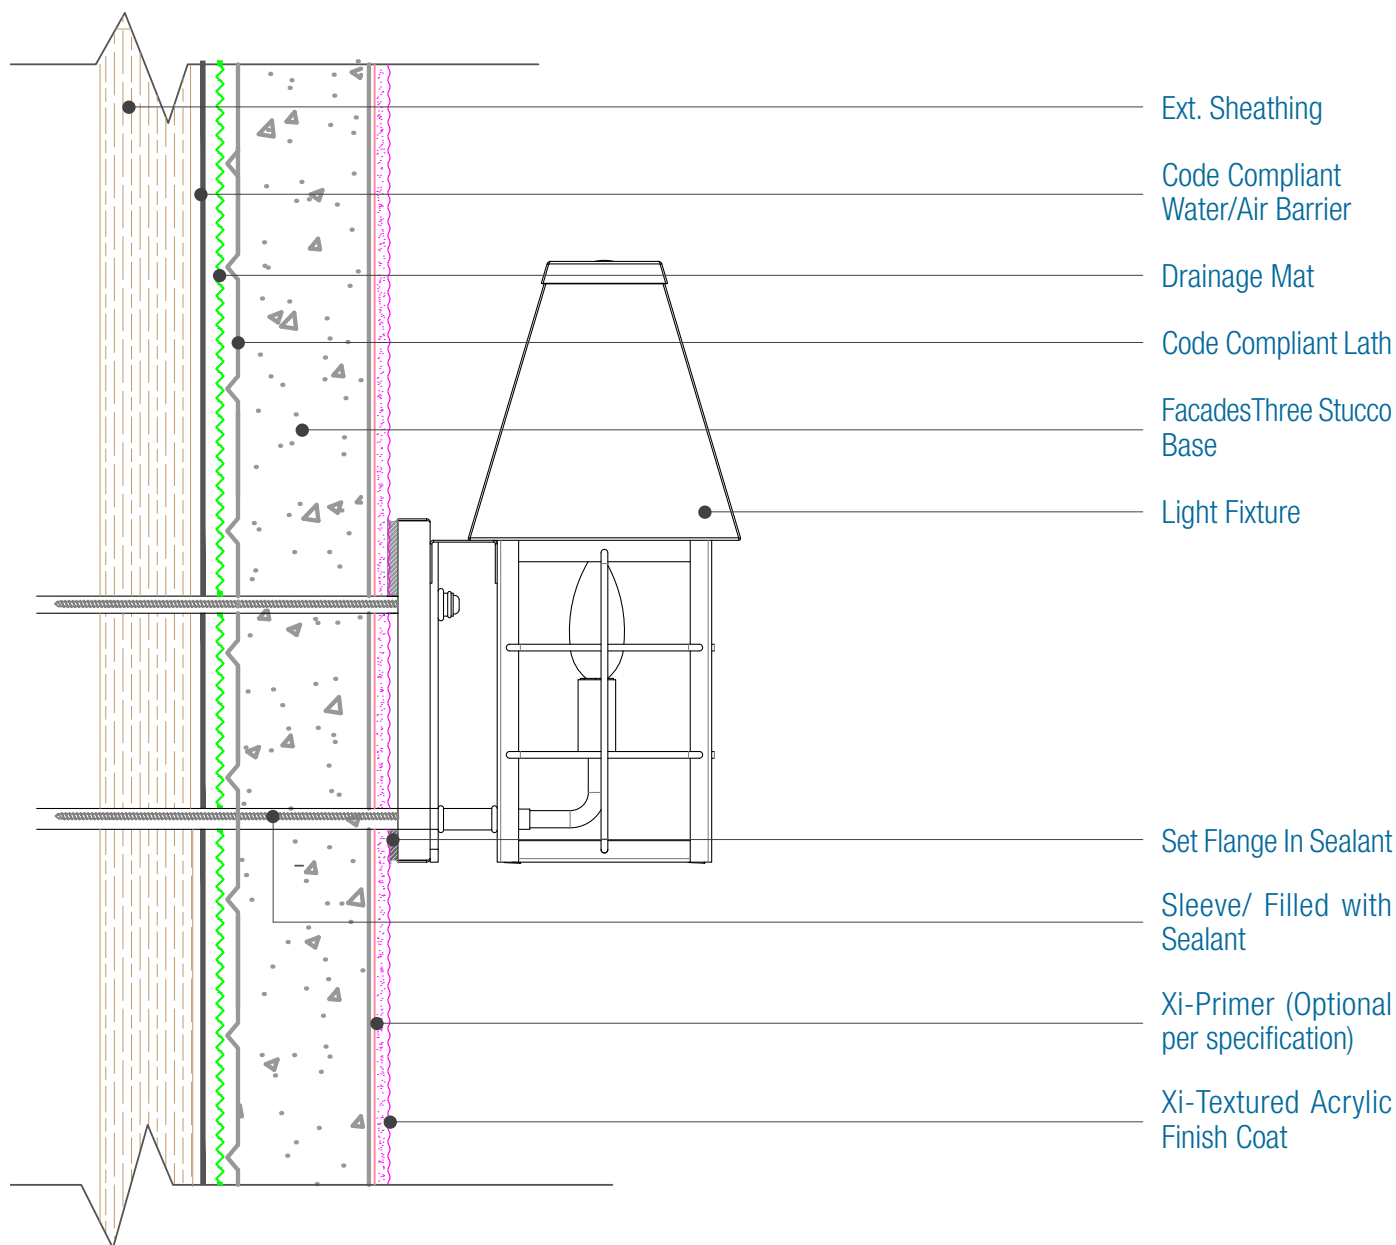 Ext. Sheathing
Code Compliant
Water/Air Barrier
Drainage Mat
Code Compliant Lath
FacadesThree Stucco
Base
Light Fixture
Set Flange In Sealant
Sleeve/ Filled with
Sealant
Xi-Primer (Optional
per specification)
Xi-Textured Acrylic
Finish Coat